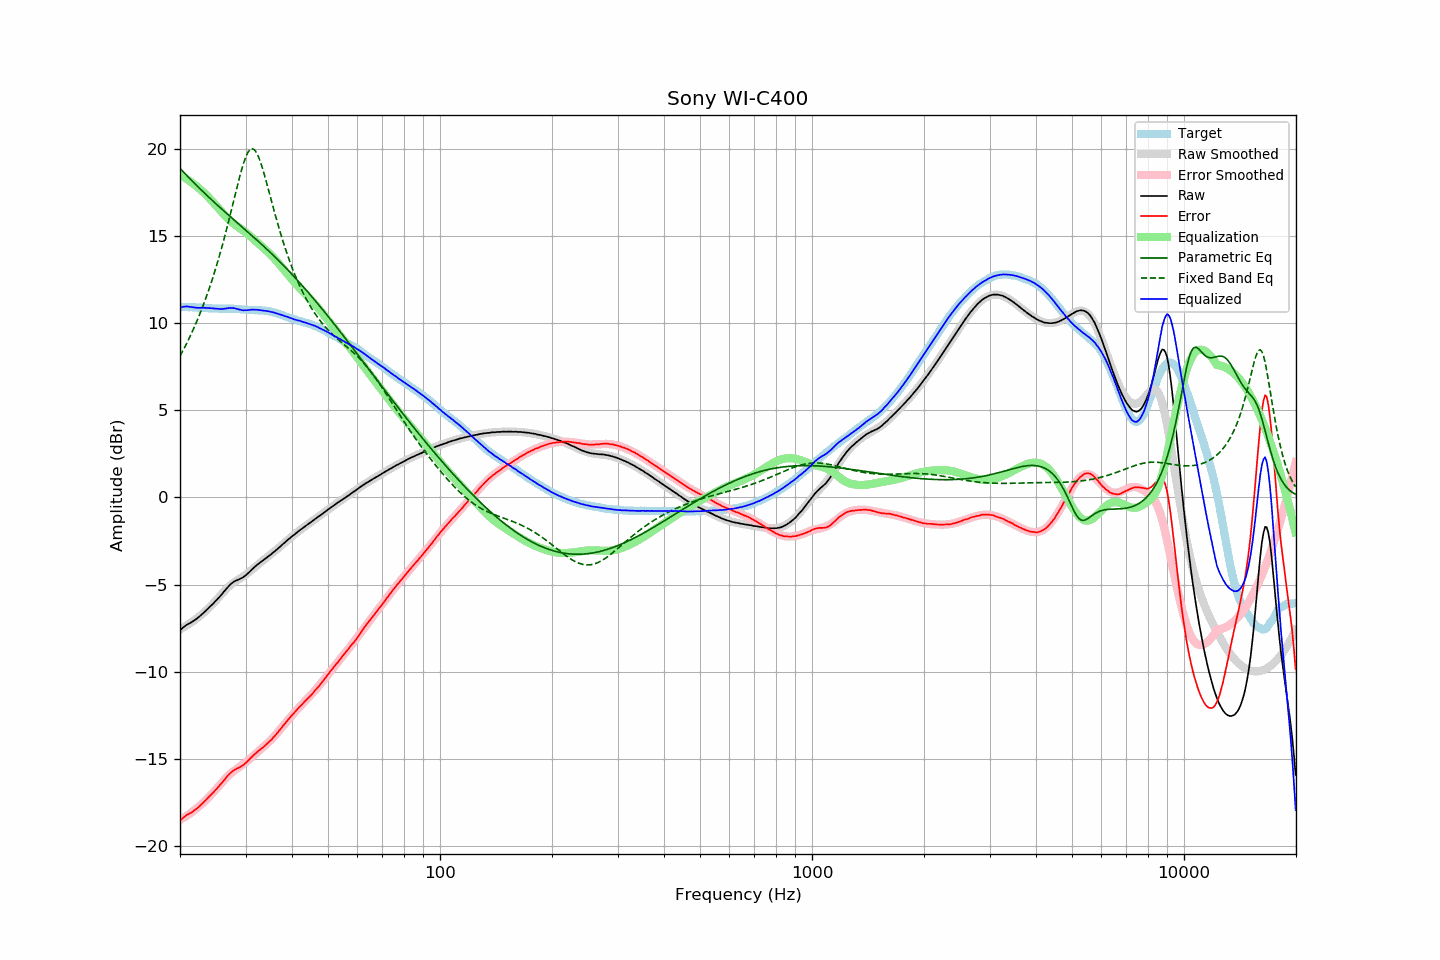 Sony WI-C400
Target
Raw Smoothed
Error Smoothed
Raw
Error
Equalization
Parametric Eq
Fixed Band Eq
Equalized
Amplitude (dBr)
20
15
10
5
0
−5
−10
−15
−20
100
1000
10000
Frequency (Hz)